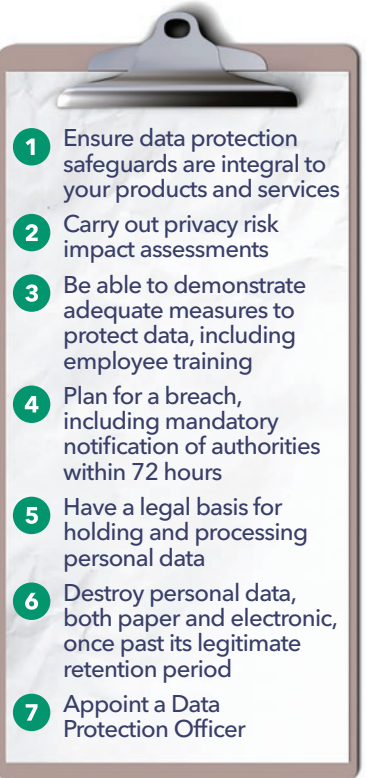 1 Ensure data protection
safeguards are integral to
your products and services
2 Carry out privacy risk
impact assessments
3 Be able to demonstrate
adequate measures to
protect data, including
employee training
4 Plan for a breach,
including mandatory
notification of authorities
within 72 hours
5 Have a legal basis for
holding and processing
personal data
6 Destroy personal data,
both paper and electronic,
once past its legitimate
retention period
7 Appoint a Data
Protection Officer